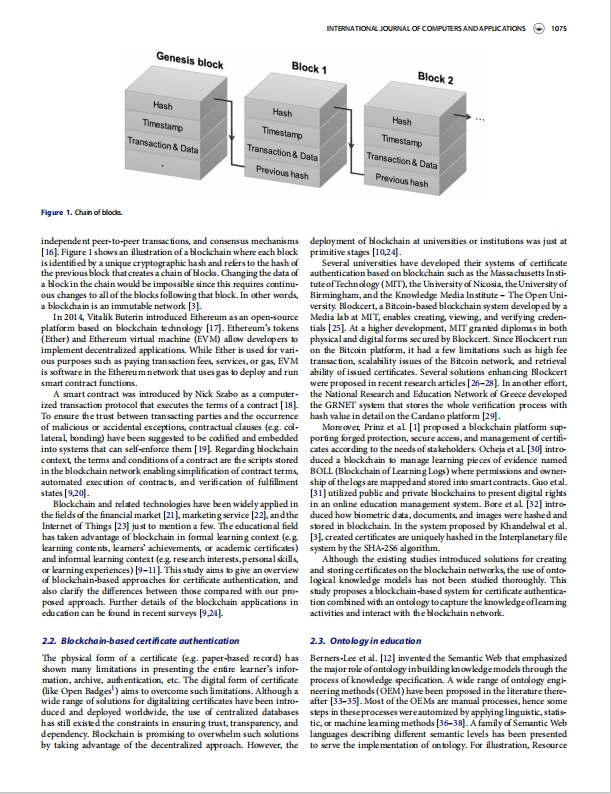 INTERNATIONAL JOURNAL OF COMPUTERS AND APPLICATIONS 1075
Genesis block
Hash
Timestamp
Transaction & Data
-
Block 1
Hash
Timestamp
Transaction & Data
Previous hash
Block 2
Hash
Timestamp
Transaction & Data
Previous hash
...
Figure 1. Chain of blocks.
independent peer-to-peer transactions, and consensus mechanisms
[16]. Figure 1 shows an illustration of a blockchain where each block
is identified by a unique cryptographic hash and refers to the hash of
the previous block that creates a chain of blocks. Changing the data of
a block in the chain would be impossible since this requires continu-
ous changes to all of the blocks following that block. In other words,
a blockchain is an immutable network [3].
In 2014, Vitalik Buterin introduced Ethereum as an open-source
platform based on blockchain technology [17]. Ethereum's tokens
(Ether) and Ethereum virtual machine (EVM) allow developers to
implement decentralized applications. While Ether is used for vari-
ous purposes such as paying transaction fees, services, or gas, EVM
is software in the Ethereum network that uses gas to deploy and run
smart contract functions.
A smart contract was introduced by Nick Szabo as a computer-
ized transaction protocol that executes the terms of a contract [18].
To ensure the trust between transacting parties and the occurrence
of malicious or accidental exceptions, contractual clauses (e.g. col-
lateral, bonding) have been suggested to be codified and embedded
into systems that can self-enforce them [19]. Regarding blockchain
context, the terms and conditions of a contract are the scripts stored
in the blockchain network enabling simplification of contract terms,
automated execution of contracts, and verification of fulfillment
states [9,20].
Blockchain and related technologies have been widely applied in
the fields of the financial market [21], marketing service [22], and the
Internet of Things [23] just to mention a few. The educational field
has taken advantage of blockchain in formal learning context (e.g.
learning contents, learners' achievements, or academic certificates)
and informal learning context (e.g. research interests, personal skills,
or learning experiences) [9–11]. This study aims to give an overview
of blockchain-based approaches for certificate authentication, and
also clarify the differences between those compared with our pro-
posed approach. Further details of the blockchain applications in
education can be found in recent surveys [9,24].
2.2. Blockchain-based certificate authentication
The physical form of a certificate (e.g. paper-based record) has
shown many limitations in presenting the entire learner's infor-
mation, archive, authentication, etc. The digital form of certificate
(like Open Badges1) aims to overcome such limitations. Although a
wide range of solutions for digitalizing certificates have been intro-
duced and deployed worldwide, the use of centralized databases
has still existed the constraints in ensuring trust, transparency, and
dependency. Blockchain is promising to overwhelm such solutions
by taking advantage of the decentralized approach. However, the
deployment of blockchain at universities or institutions was just at
primitive stages [10,24].
Several universities have developed their systems of certificate
authentication based on blockchain such as the Massachusetts Insti-
tute of Technology (MIT), the University of Nicosia, the University of
Birmingham, and the Knowledge Media Institute – The Open Uni-
versity. Blockcert, a Bitcoin-based blockchain system developed by a
Media lab at MIT, enables creating, viewing, and verifying creden-
tials [25]. At a higher development, MIT granted diplomas in both
physical and digital forms secured by Blockcert. Since Blockcert run
on the Bitcoin platform, it had a few limitations such as high fee
transaction, scalability issues of the Bitcoin network, and retrieval
ability of issued certificates. Several solutions enhancing Blockcert
were proposed in recent research articles [26–28]. In another effort,
the National Research and Education Network of Greece developed
the GRNET system that stores the whole verification process with
hash value in detail on the Cardano platform [29].
Moreover, Prinz et al. [1] proposed a blockchain platform sup-
porting forged protection, secure access, and management of certifi-
cates according to the needs of stakeholders. Ocheja et al. [30] intro-
duced a blockchain to manage learning pieces of evidence named
BOLL (Blockchain of Learning Logs) where permissions and owner-
ship of the logs are mapped and stored into smart contracts. Guo et al.
[31] utilized public and private blockchains to present digital rights
in an online education management system. Bore et al. [32] intro-
duced how biometric data, documents, and images were hashed and
stored in blockchain. In the system proposed by Khandelwal et al.
[3], created certificates are uniquely hashed in the Interplanetary file
system by the SHA-256 algorithm.
Although the existing studies introduced solutions for creating
and storing certificates on the blockchain networks, the use of onto-
logical knowledge models has not been studied thoroughly. This
study proposes a blockchain-based system for certificate authentica-
tion combined with an ontology to capture the knowledge of learning
activities and interact with the blockchain network.
2.3. Ontology in education
Berners-Lee et al. [12] invented the Semantic Web that emphasized
the major role of ontology in building knowledge models through the
process of knowledge specification. A wide range of ontology engi-
neering methods (OEM) have been proposed in the literature there-
after [33–35]. Most of the OEMs are manual processes, hence some
steps in these processes were automized by applying linguistic, statis-
tic, or machine learning methods [36–38]. A family of Semantic Web
languages describing different semantic levels has been presented
to serve the implementation of ontology. For illustration, Resource